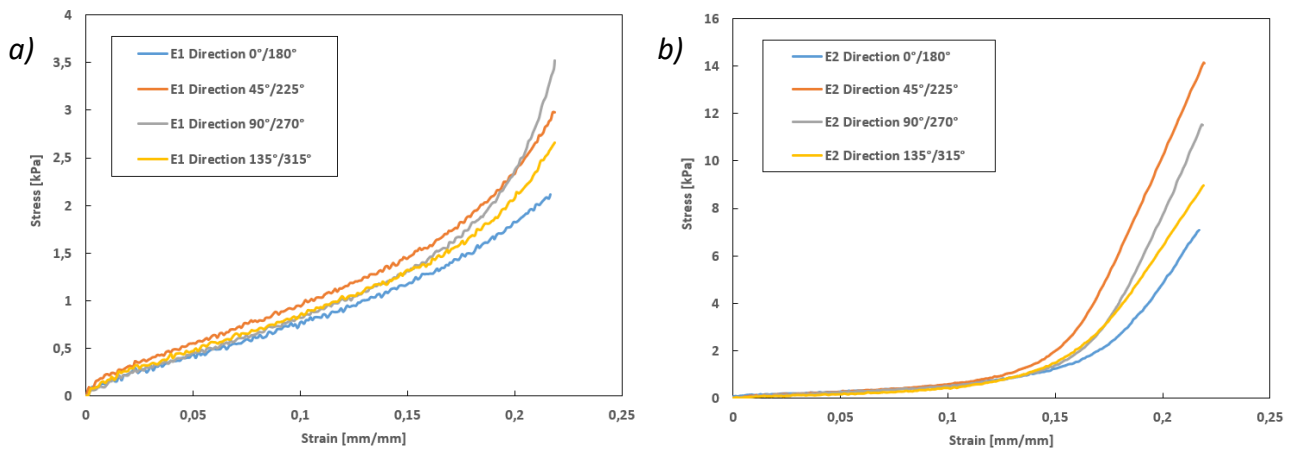 a)
4
3,5
3
2,5
2
1,5
1
0,5
0
Stress [kPa]
E1 Direction 0°/180°
E1 Direction 45°/225°
E1 Direction 90°/270°
E1 Direction 135°/315°
0
0,05
0,1
0,15
0,2
0,25
Strain [mm/mm]
b)
16
14
12
10
8
6
4
2
0
Stress [kPa]
E2 Direction 0°/180°
E2 Direction 45°/225°
E2 Direction 90°/270°
E2 Direction 135°/315°
0
0,05
0,1
0,15
0,2
0,25
Strain [mm/mm]